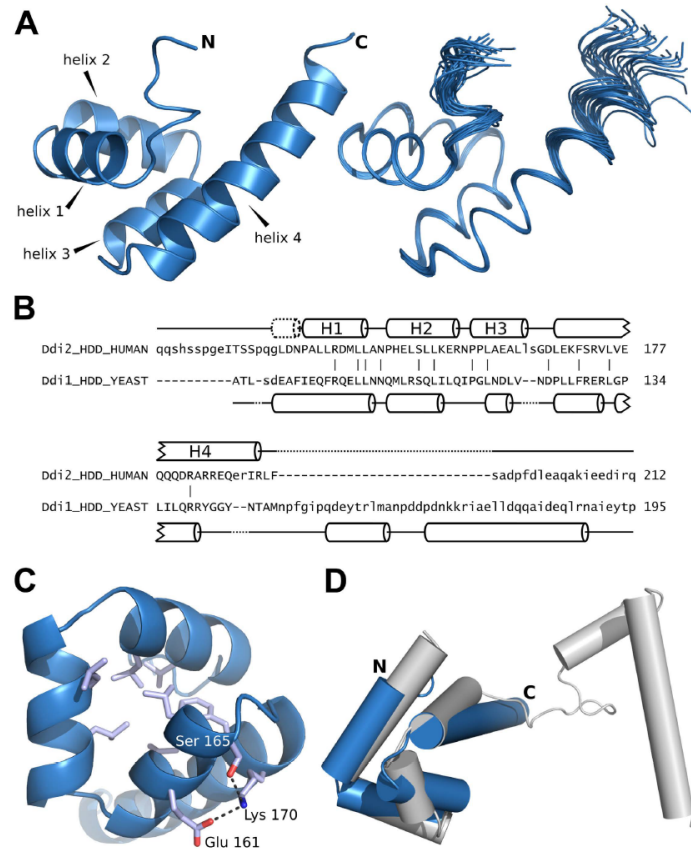 A
N
C
helix 2
helix 1
helix 3
helix 4
B
H1 H2 H3
Ddi2_HDD_HUMAN qqshsspgeITSSpqgLDNPALLRDMLLANPHELSLLKERNPPLAEALlsGDLEKFSRVLVE 177
Ddi1_HDD_YEAST -----------ATL-sdEAFIEQFRQELLNNQMLRSQLILQIPGLNDLV--NDPLLFRERLGP 134
H4
Ddi2_HDD_HUMAN QQQDRARREQerIRLF----------------------------sadpfdleaqakieedirq 212
Ddi1_HDD_YEAST LILQRRYGGY--NTAMnpfgipqdeytrlmanpddpdnkkriaelldqqaideqlrnaieytp 195
C
Ser 165
Lys 170
Glu 161
D
N
C